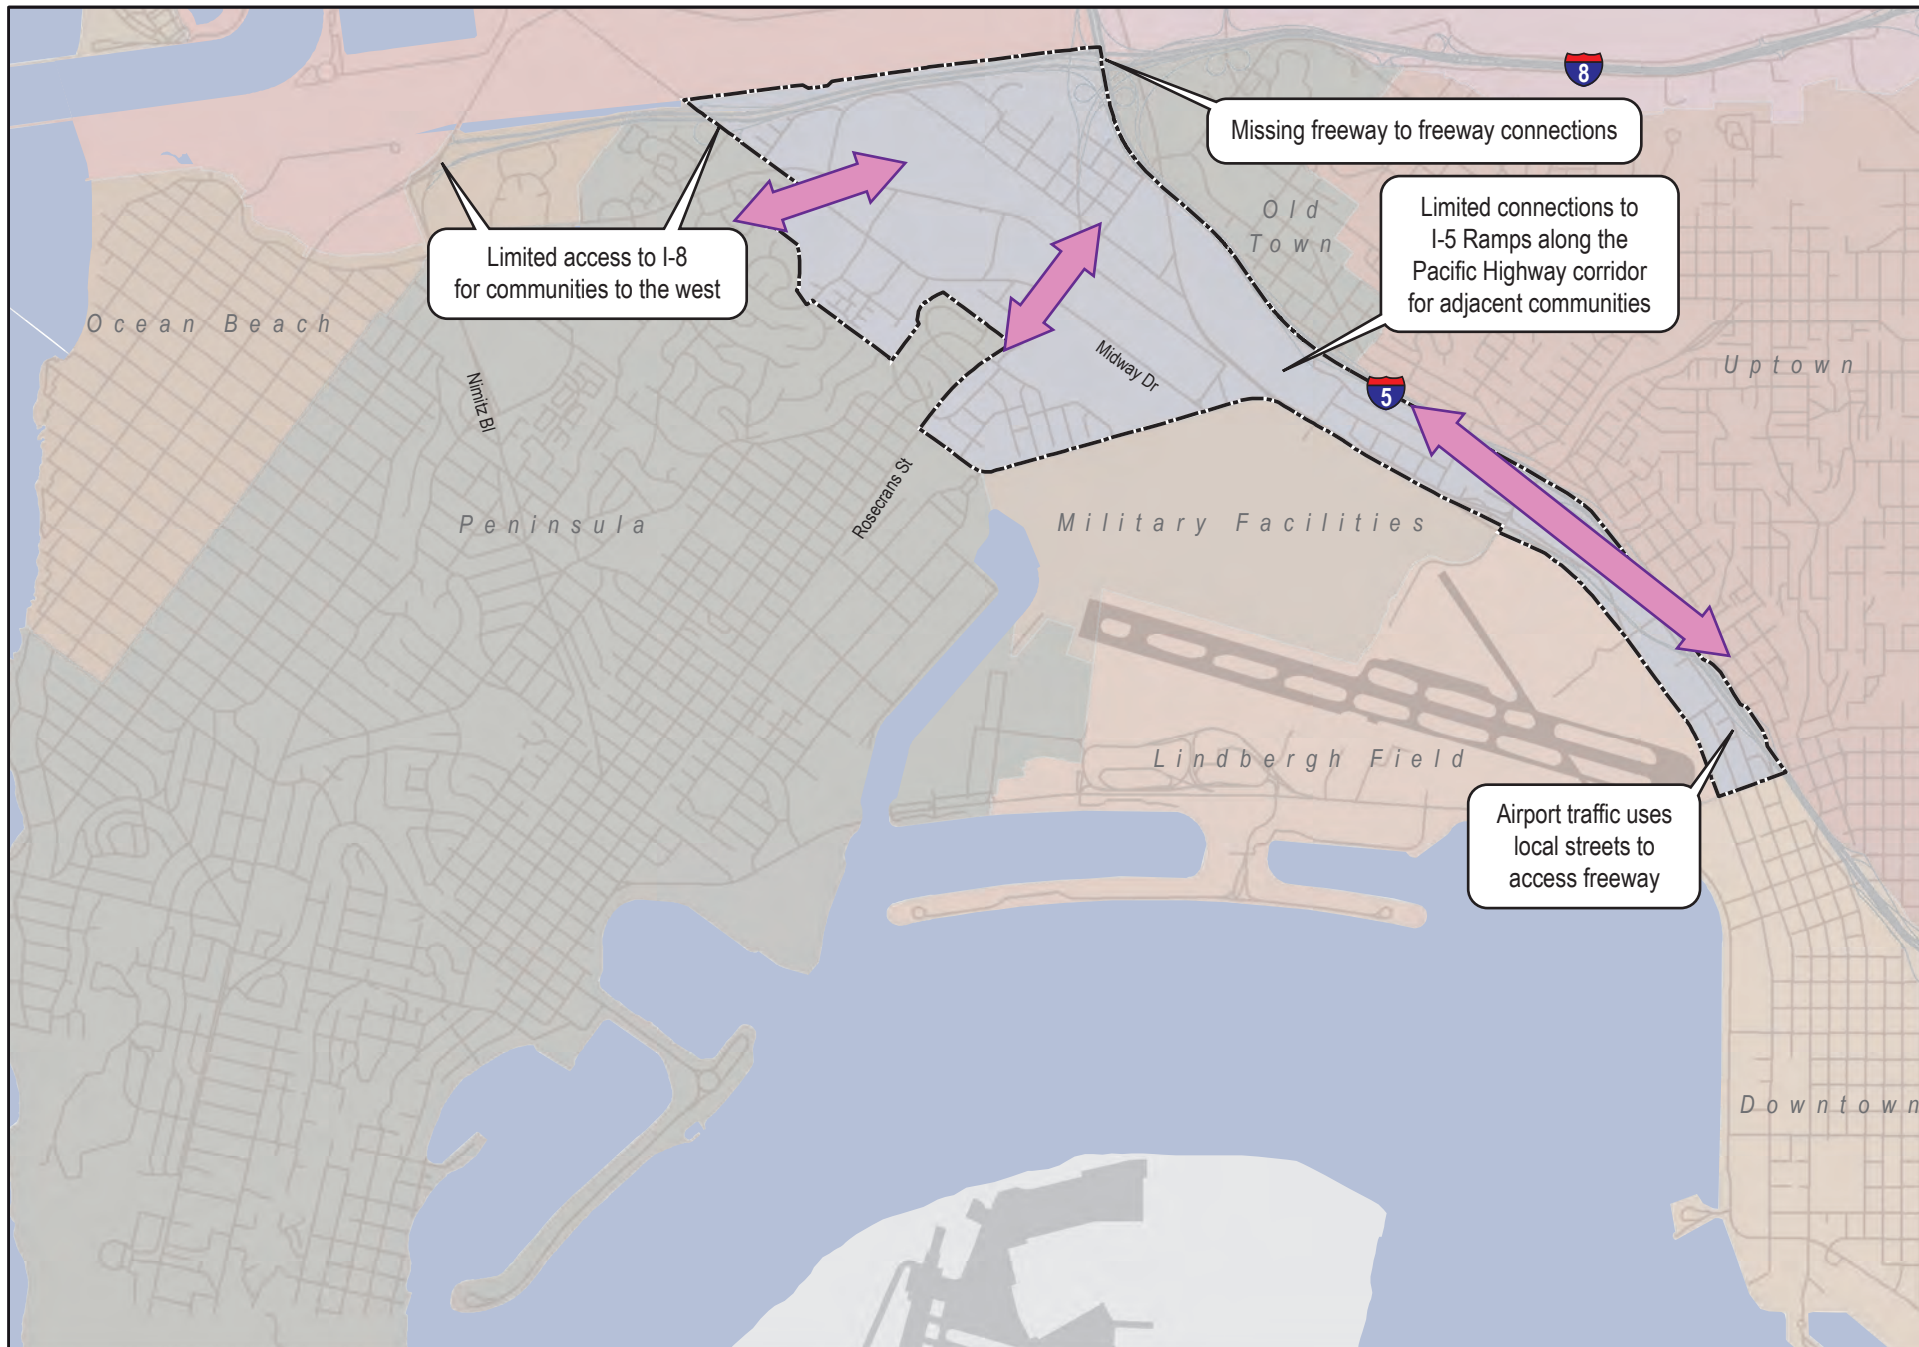 8
Missing freeway to freeway connections
Limited connections to
I-5 Ramps along the
Pacific Highway corridor
for adjacent communities
Old
Town
Limited access to I-8
for communities to the west
Ocean Beach
Uptown
Midway Dr
5
Nimitz Bl
Rosecrans St
Peninsula
Military Facilities
Lindbergh Field
Airport traffic uses
local streets to
access freeway
Downtown